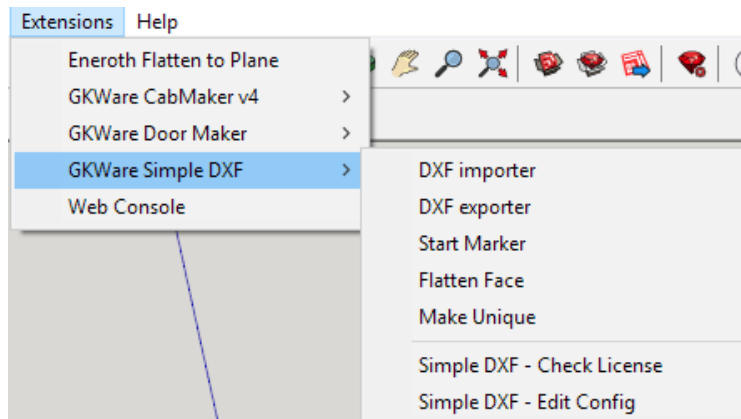 Extensions Help
Eneroth Flatten to Plane
GKWare CabMaker v4
GKWare Door Maker
GKWare Simple DXF
Web Console
DXF importer
DXF exporter
Start Marker
Flatten Face
Make Unique
Simple DXF - Check License
Simple DXF - Edit Config